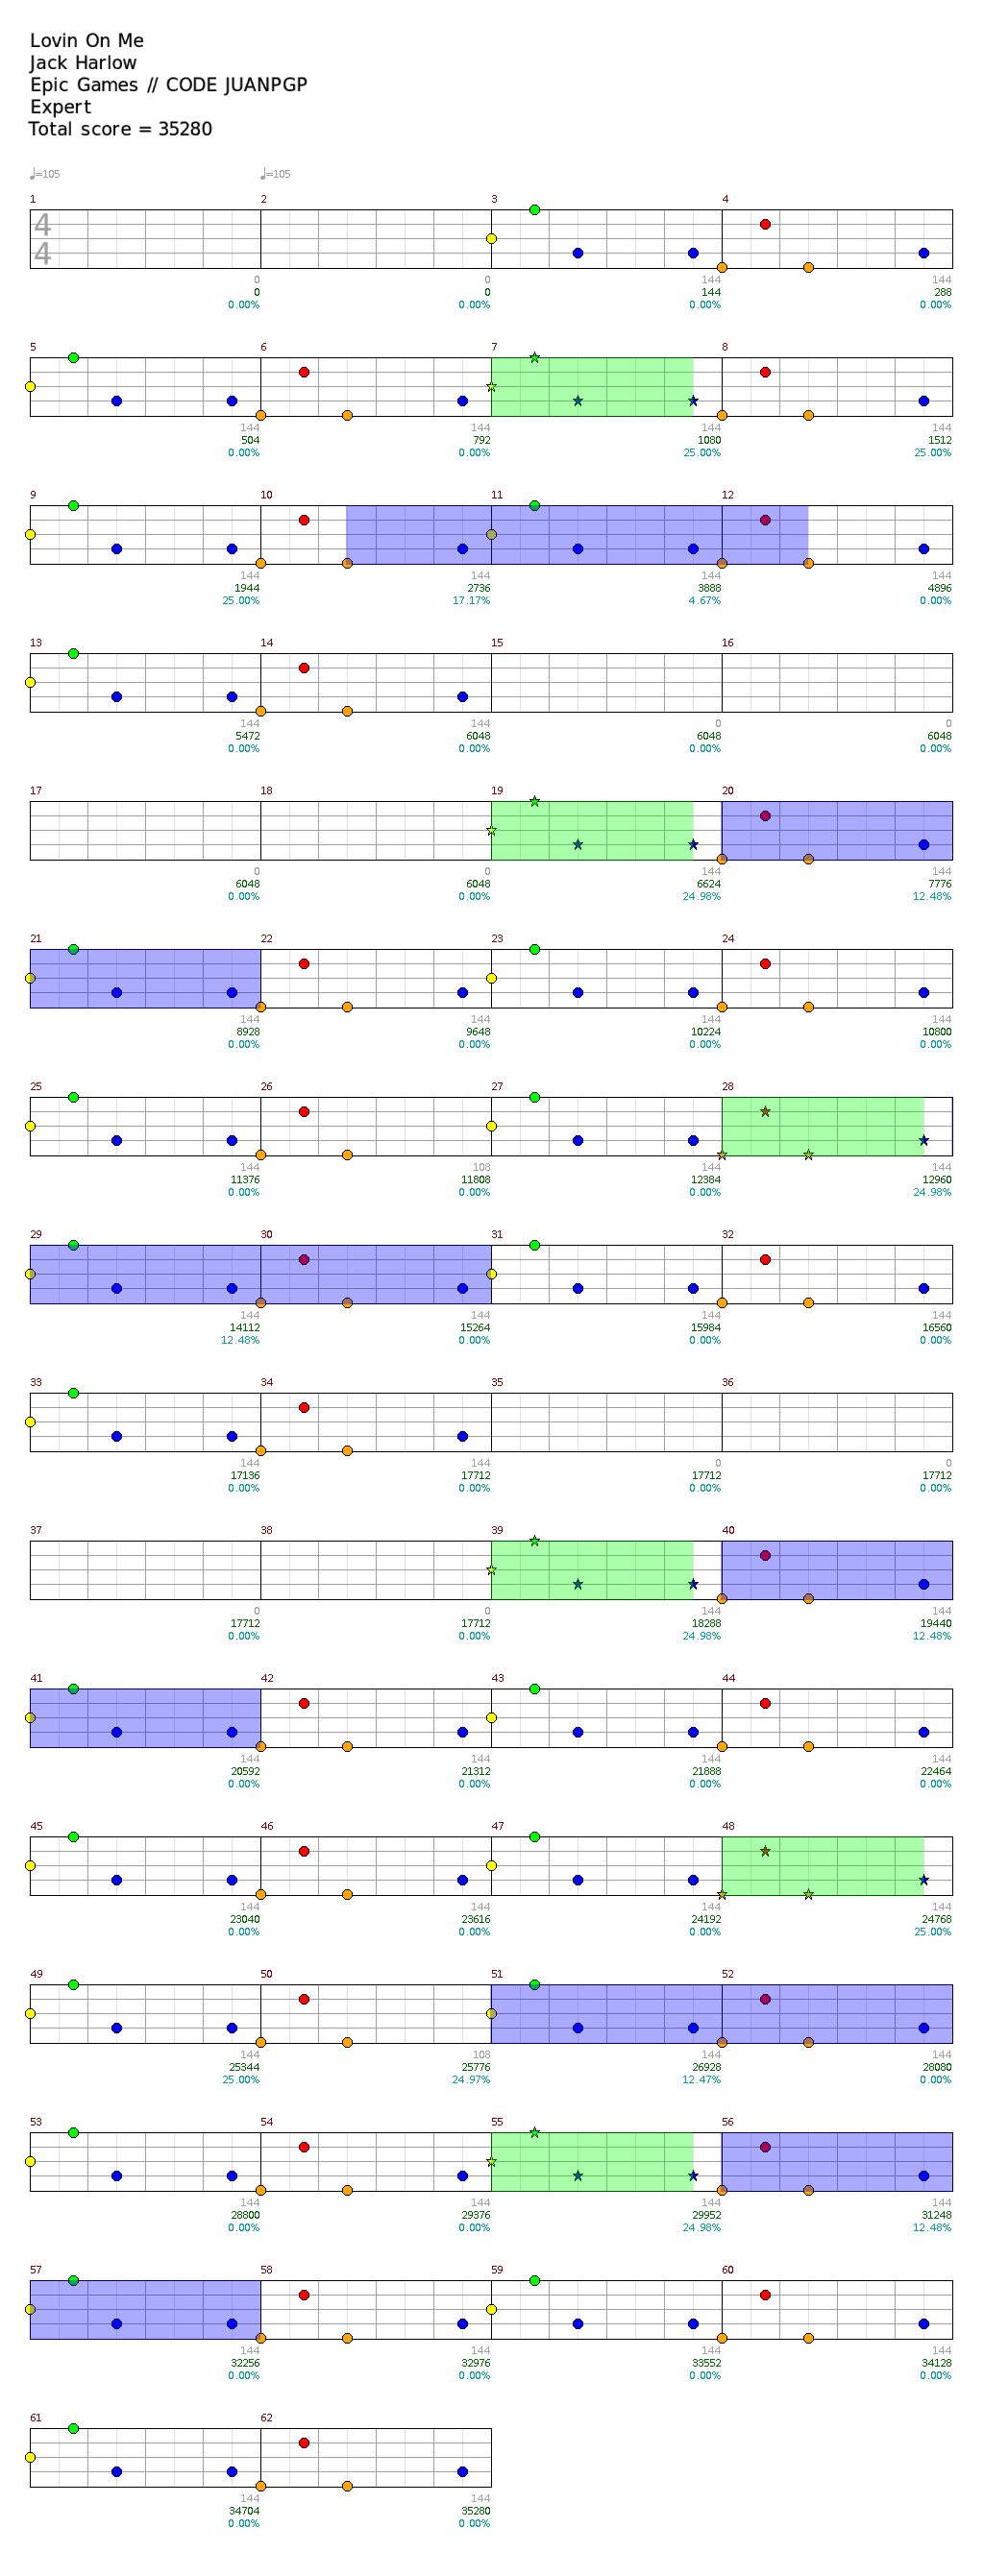 Lovin On Me
Jack Harlow
Epic Games // CODE JUANPGP
Expert
Total score = 35280
♩=105 ♩=105
1 2 3 4
4
4
0 0 144 144
0 0 144 288
0.00% 0.00% 0.00% 0.00%
5 6 7 8
144 144 144 144
504 792 1080 1512
0.00% 0.00% 25.00% 25.00%
9 10 11 12
144 144 144 144
1944 2736 3888 4896
25.00% 17.17% 4.67% 0.00%
13 14 15 16
144 144 0 0
5472 6048 6048 6048
0.00% 0.00% 0.00% 0.00%
17 18 19 20
0 0 144 144
6048 6048 6624 7776
0.00% 0.00% 24.98% 12.48%
21 22 23 24
144 144 144 144
8928 9648 10224 10800
0.00% 0.00% 0.00% 0.00%
25 26 27 28
144 108 144 144
11376 11808 12384 12960
0.00% 0.00% 0.00% 24.98%
29 30 31 32
144 144 144 144
14112 15264 15984 16560
12.48% 0.00% 0.00% 0.00%
33 34 35 36
144 144 0 0
17136 17712 17712 17712
0.00% 0.00% 0.00% 0.00%
37 38 39 40
0 0 144 144
17712 17712 18288 19440
0.00% 0.00% 24.98% 12.48%
41 42 43 44
144 144 144 144
20592 21312 21888 22464
0.00% 0.00% 0.00% 0.00%
45 46 47 48
144 144 144 144
23040 23616 24192 24768
0.00% 0.00% 0.00% 25.00%
49 50 51 52
144 108 144 144
25344 25776 26928 28080
25.00% 24.97% 12.47% 0.00%
53 54 55 56
144 144 144 144
28800 29376 29952 31248
0.00% 0.00% 24.98% 12.48%
57 58 59 60
144 144 144 144
32256 32976 33552 34128
0.00% 0.00% 0.00% 0.00%
61 62
144 144
34704 35280
0.00% 0.00%